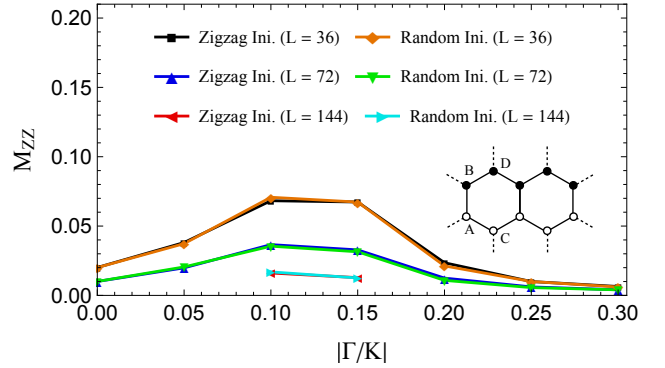 0.20
Zigzag Ini. (L = 36) Random Ini. (L = 36)
0.15
Zigzag Ini. (L = 72) Random Ini. (L = 72)
Zigzag Ini. (L = 144) Random Ini. (L = 144)
M_ZZ
0.10
B D
A C
0.05
0.00
0.00 0.05 0.10 0.15 0.20 0.25 0.30
|Γ/K|